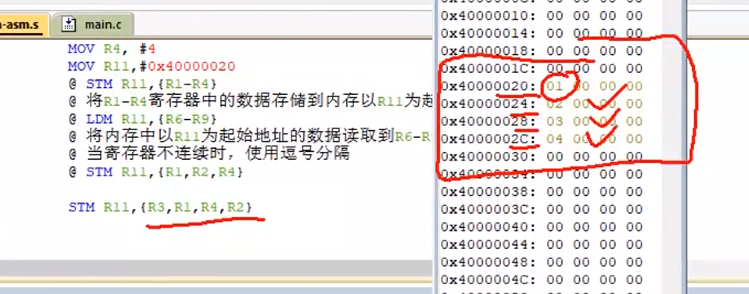 -asm.s
main.c
MOV R4, #4
MOV R11,#0x40000020
@ STM R11,{R1-R4}
@ 将R1-R4寄存器中的数据存储到内存以R11为起
@ LDM R11,{R6-R9}
@ 将内存中以R11为起始地址的数据读取到R6-R9
@ 当寄存器不连续时，使用逗号分隔
@ STM R11,{R1,R2,R4}
STM R11,{R3,R1,R4,R2}
0x40000010: 00 00 00 00
0x40000014: 00 00 00 00
0x40000018: 00 00 00 00
0x4000001C: 00 00 00 00
0x40000020: 01 00 00 00
0x40000024: 02 00 00 00
0x40000028: 03 00 00 00
0x4000002C: 04 00 00 00
0x40000030: 00 00 00 00
0x40000034: 00 00 00 00
0x40000038: 00 00 00 00
0x4000003C: 00 00 00 00
0x40000040: 00 00 00 00
0x40000044: 00 00 00 00
0x40000048: 00 00 00 00
0x4000004C: 00 00 00 00